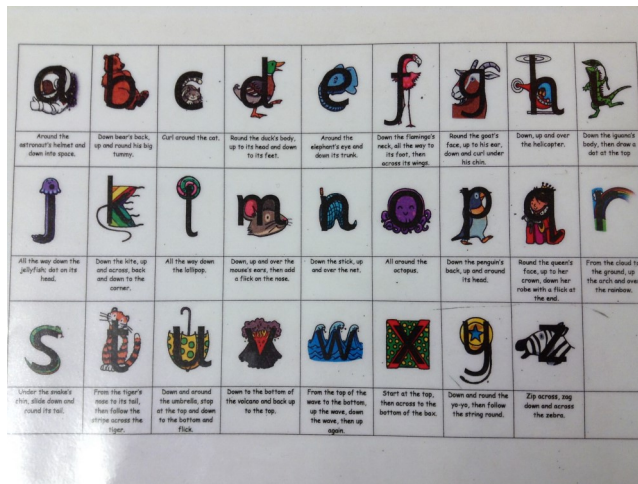 a b c d e f g h i
Around the
astronaut's helmet and
down into space.
Down bear's back,
up and round his big
tummy.
Curl around the cat.
Round the duck's body,
up to its head and down
to its feet.
Around the
elephant's eye and
down its trunk.
Down the flamingo's
neck, all the way to
its foot, then
across its wings.
Round the goat's
face, up to his ear,
down and curl under
his chin.
Down, up and over
the helicopter.
Down the iguana's
body, then draw a
dot at the top
j k l m n o p q r
All the way down the
jellyfish; dot on its
head.
Down the kite, up
and across, back
and down to the
corner.
All the way down
the lollipop.
Down, up and over the
mouse's ears, then add
a flick on the nose.
Down the stick, up
and over the net.
All around the
octopus.
Down the penguin's
back, up and around
its head.
Round the queen's
face, up to her
crown, down her
robe with a flick at
the end.
From the cloud to
the ground, up
the arch and over
the rainbow.
s t u v w x y z
Under the snake's
chin, slide down and
round its tail.
From the tiger's
nose to its tail,
then follow the
stripe across the
tiger.
Down and around
the umbrella, stop
at the top and down
to the bottom and
flick.
Down to the bottom of
the volcano and back up
to the top.
From the top of the
wave to the bottom,
up the wave, down
the wave, then up
again.
Start at the top,
then across to the
bottom of the box.
Down and round the
yo-yo, then follow
the string round.
Zip across, zag
down and across
the zebra.